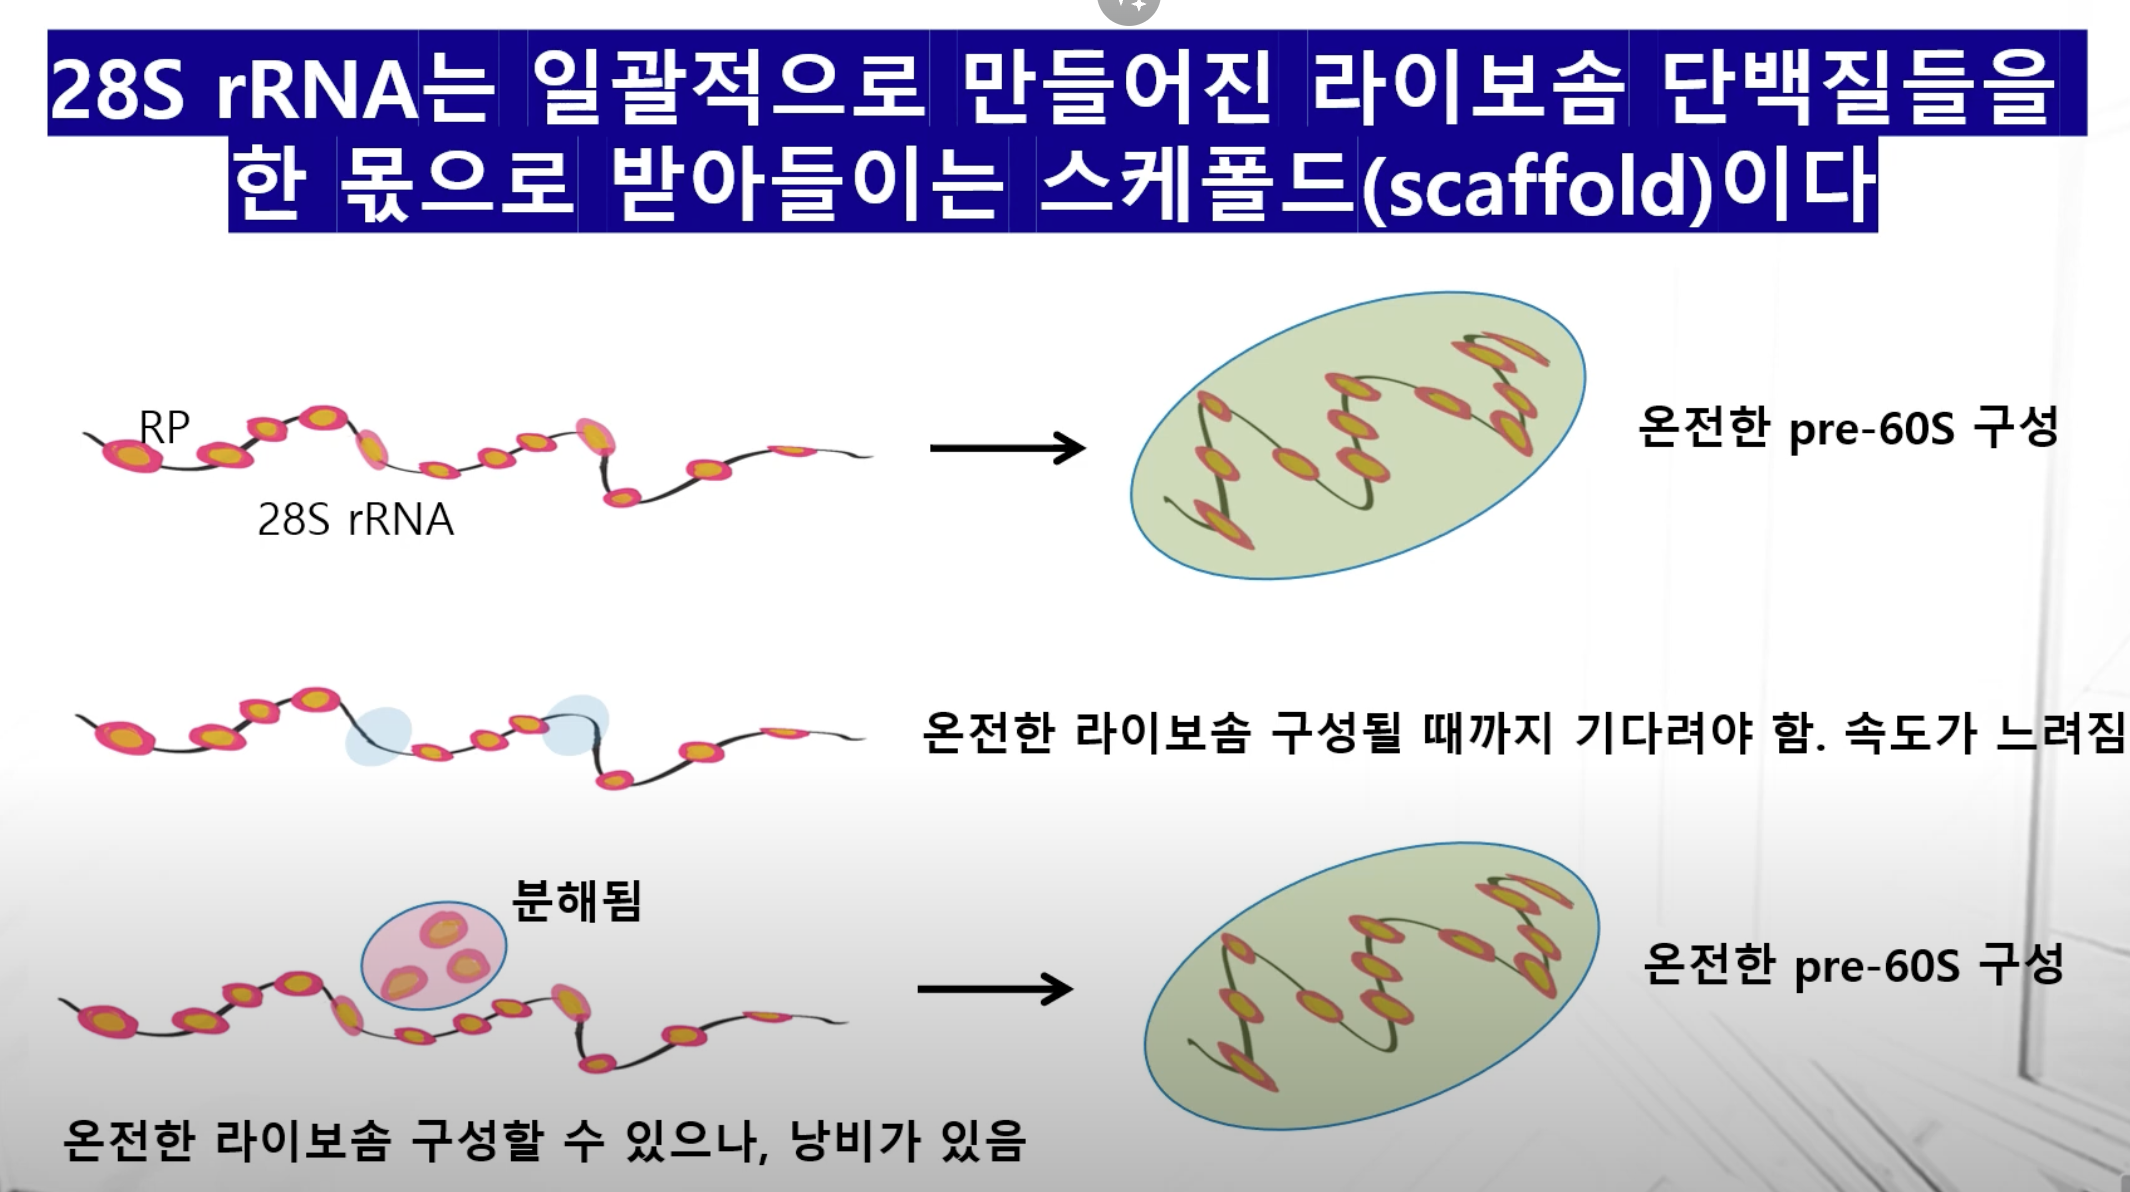 28S rRNA는 일괄적으로 만들어진 라이보솜 단백질들을
한 몫으로 받아들이는 스케폴드(scaffold)이다
RP
28S rRNA
온전한 pre-60S 구성
온전한 라이보솜 구성될 때까지 기다려야 함. 속도가 느려짐
분해됨
온전한 pre-60S 구성
온전한 라이보솜 구성할 수 있으나, 낭비가 있음